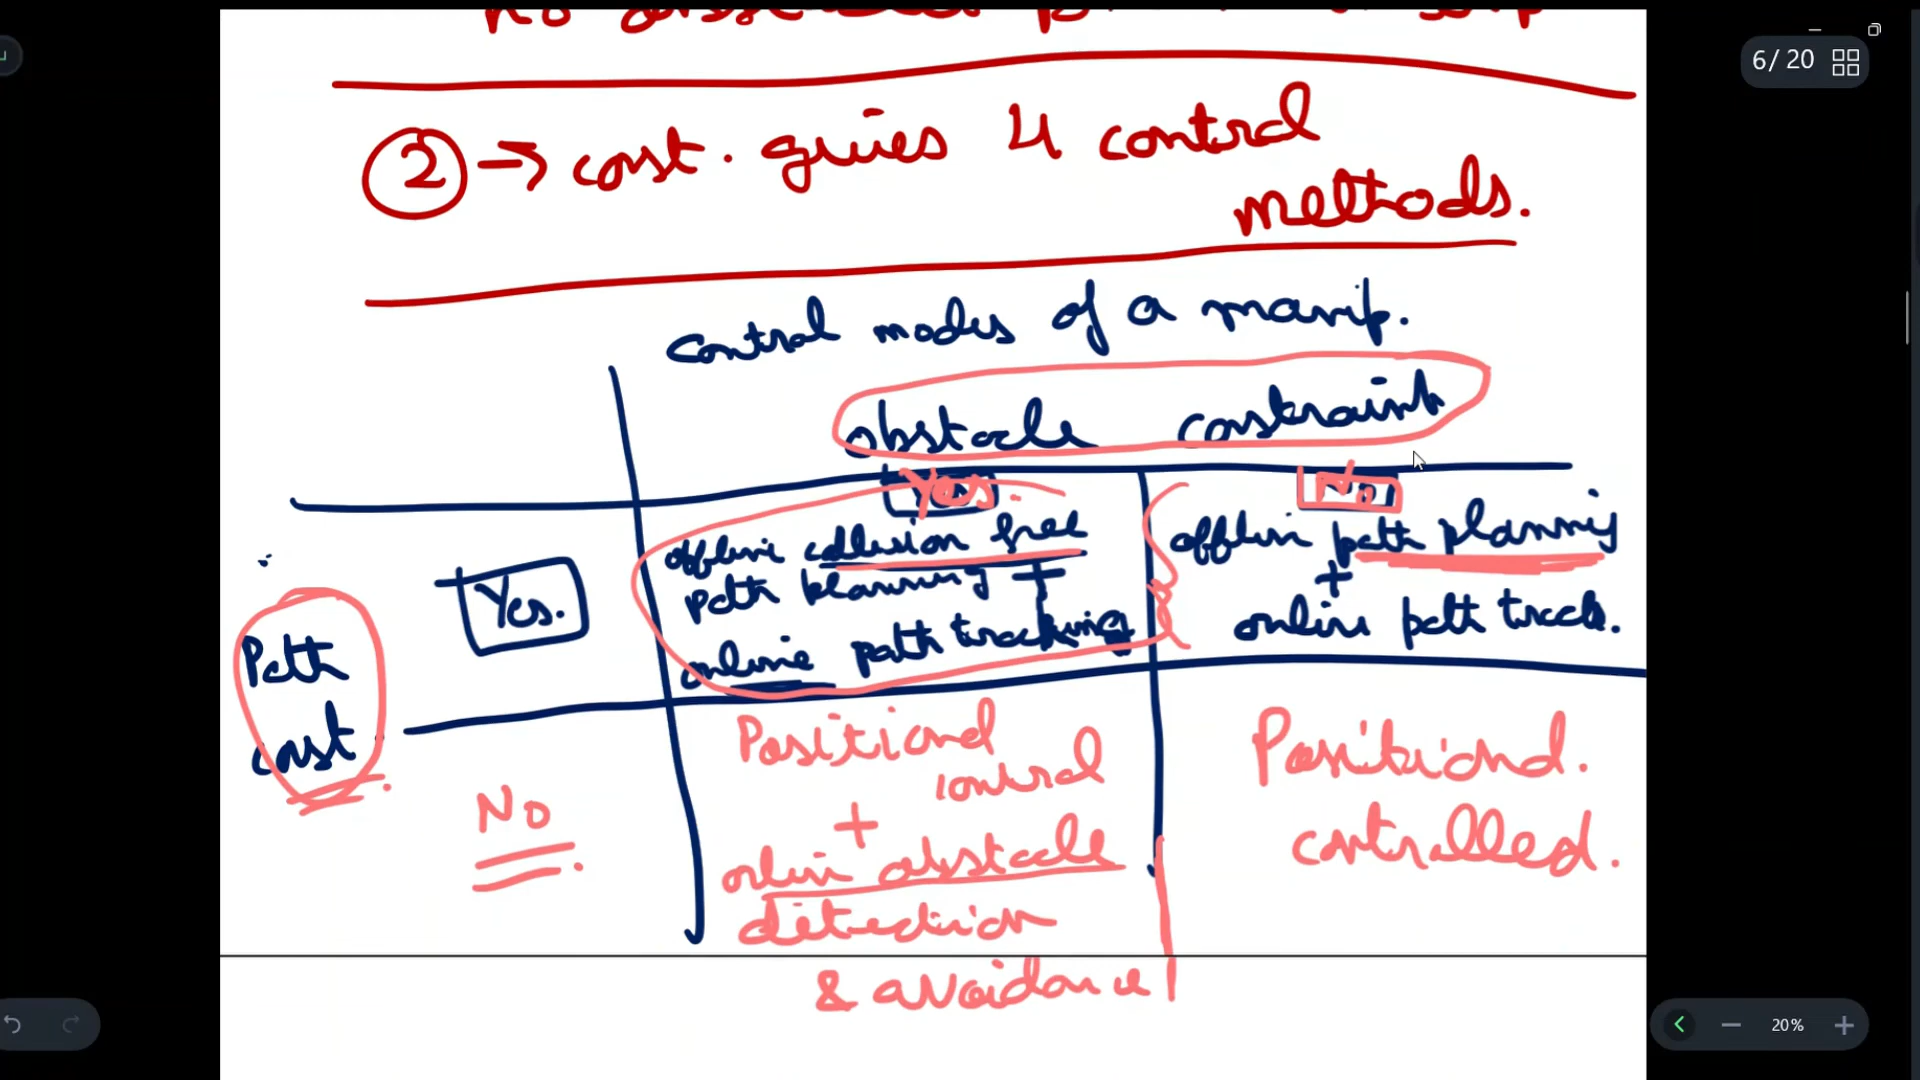 6/ 20
② → const. gives 4 control
methods.
control modes of a manip.
obstacle constraint
Yes. No
Path
const.
Yes.
offline collision free
path planning +
online path tracking
offline path planning
+
online path track.
No
Positional
control
+
online obstacle
detection
& avoidance
Positional.
controlled.
20%